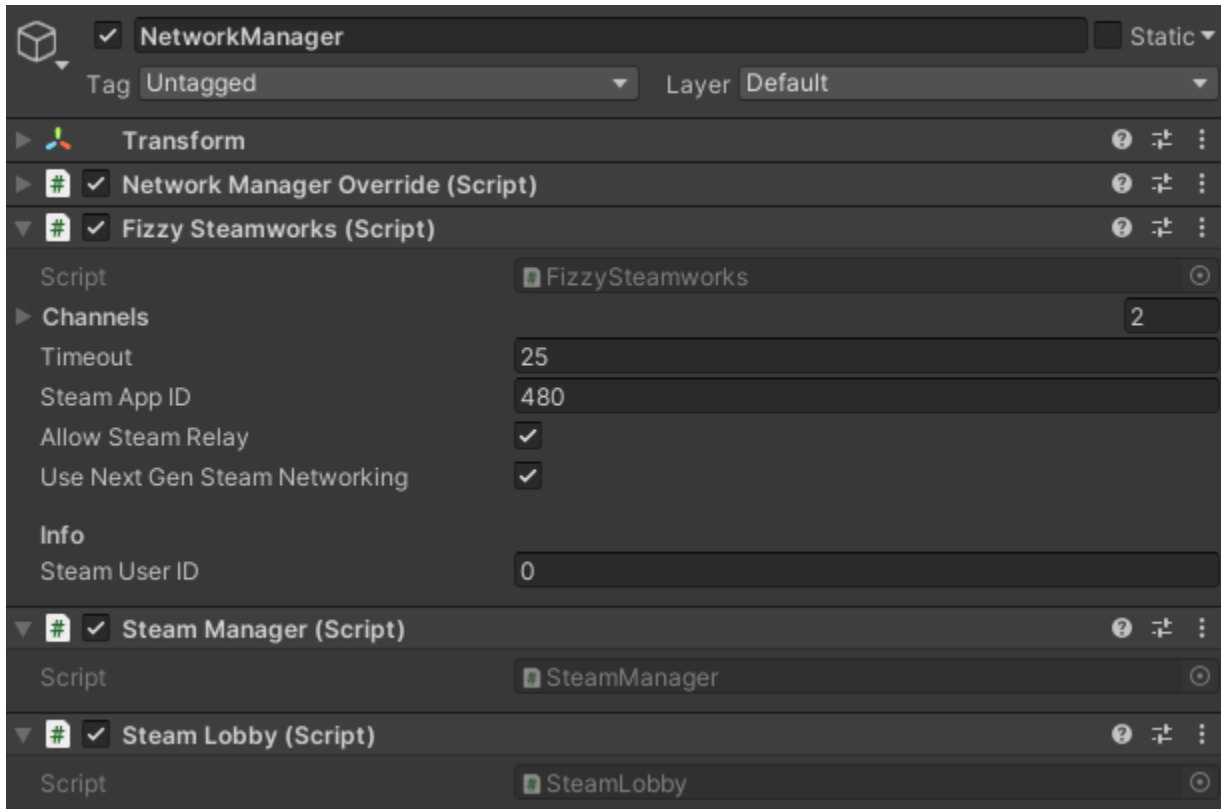 NetworkManager Static
Tag Untagged Layer Default
Transform
# Network Manager Override (Script)
# Fizzy Steamworks (Script)
Script # FizzySteamworks
Channels 2
Timeout 25
Steam App ID 480
Allow Steam Relay
Use Next Gen Steam Networking
Info
Steam User ID 0
# Steam Manager (Script)
Script # SteamManager
# Steam Lobby (Script)
Script # SteamLobby